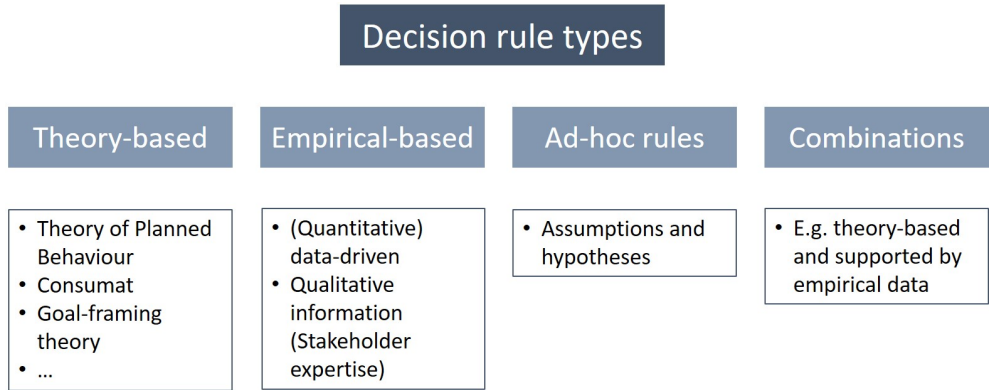 Decision rule types
Theory-based
Empirical-based
Ad-hoc rules
Combinations
• Theory of Planned
Behaviour
• Consumat
• Goal-framing
theory
• ...
• (Quantitative)
data-driven
• Qualitative
information
(Stakeholder
expertise)
• Assumptions and
hypotheses
• E.g. theory-based
and supported by
empirical data